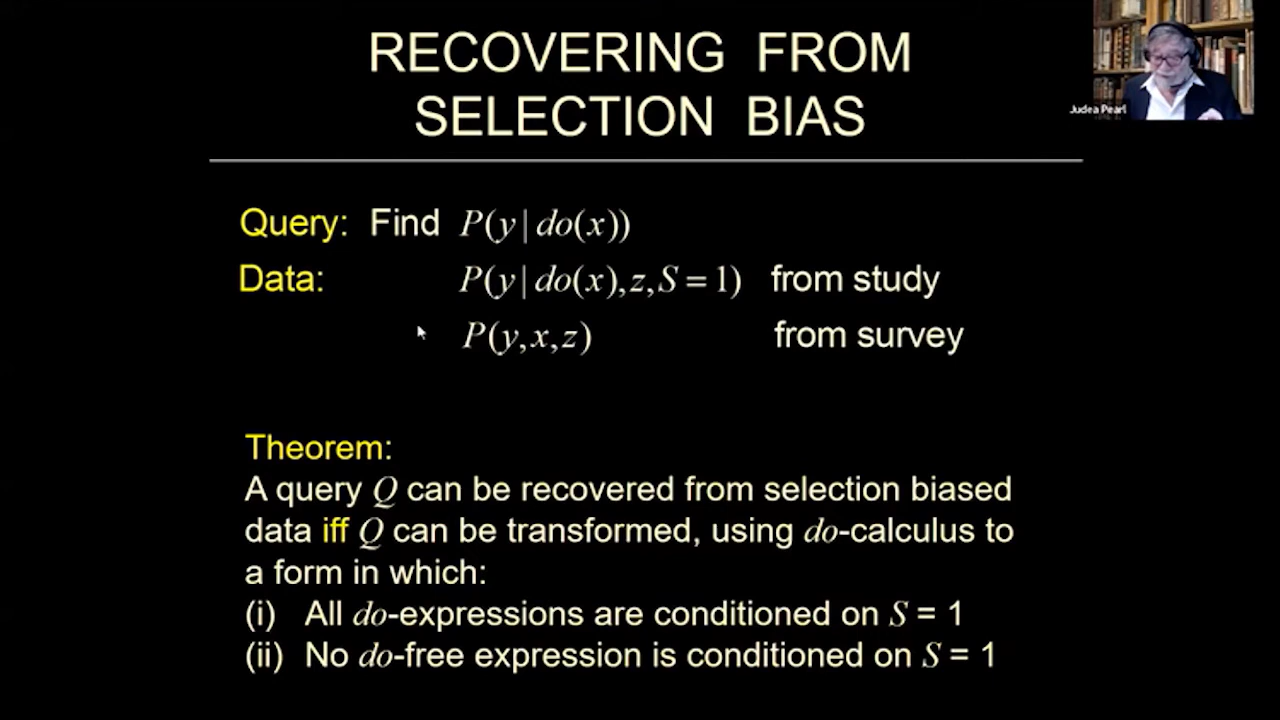 RECOVERING FROM
SELECTION BIAS
Judea Pearl
Query: Find P(y | do(x))
Data: P(y | do(x), z, S = 1) from study
P(y, x, z) from survey
Theorem:
A query Q can be recovered from selection biased
data iff Q can be transformed, using do-calculus to
a form in which:
(i) All do-expressions are conditioned on S = 1
(ii) No do-free expression is conditioned on S = 1